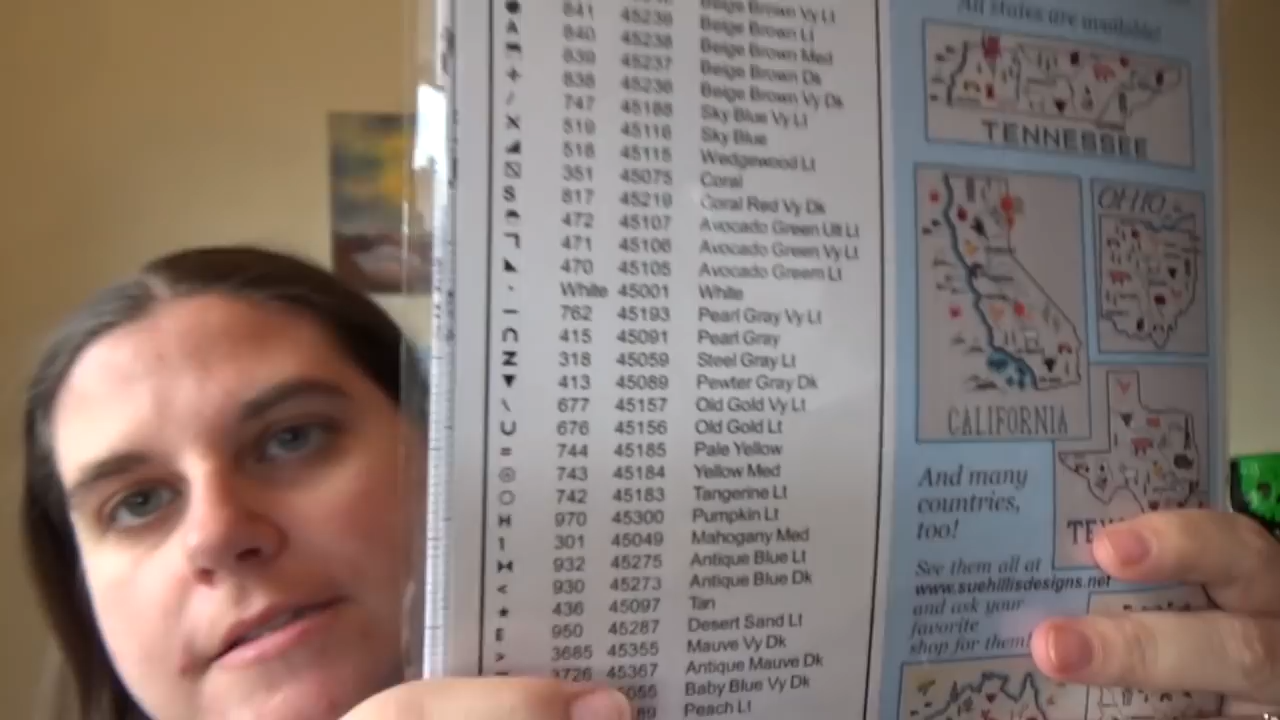 Beige Brown Vy Lt
841 45239 Beige Brown Lt
840 45238 Beige Brown Med
839 45237 Beige Brown Dk
838 45236 Beige Brown Vy Dk
747 45188 Sky Blue Vy Lt
519 45116 Sky Blue
518 45115 Wedgewood Lt
351 45075 Coral
817 45219 Coral Red Vy Dk
472 45107 Avocado Green Ult Lt
471 45106 Avocado Green Vy Lt
470 45105 Avocado Green Lt
White 45001 White
762 45193 Pearl Gray Vy Lt
415 45091 Pearl Gray
318 45059 Steel Gray Lt
413 45089 Pewter Gray Dk
677 45157 Old Gold Vy Lt
676 45156 Old Gold Lt
744 45185 Pale Yellow
743 45184 Yellow Med
742 45183 Tangerine Lt
970 45300 Pumpkin Lt
301 45049 Mahogany Med
932 45275 Antique Blue Lt
930 45273 Antique Blue Dk
436 45097 Tan
950 45287 Desert Sand Lt
3685 45355 Mauve Vy Dk
3726 45367 Antique Mauve Dk
Baby Blue Vy Dk
Peach Lt
All states are available!
TENNESSEE
OHIO
CALIFORNIA
And many
countries,
too!
See them all at
www.suehillisdesigns.net
and ask your
favorite
shop for them!